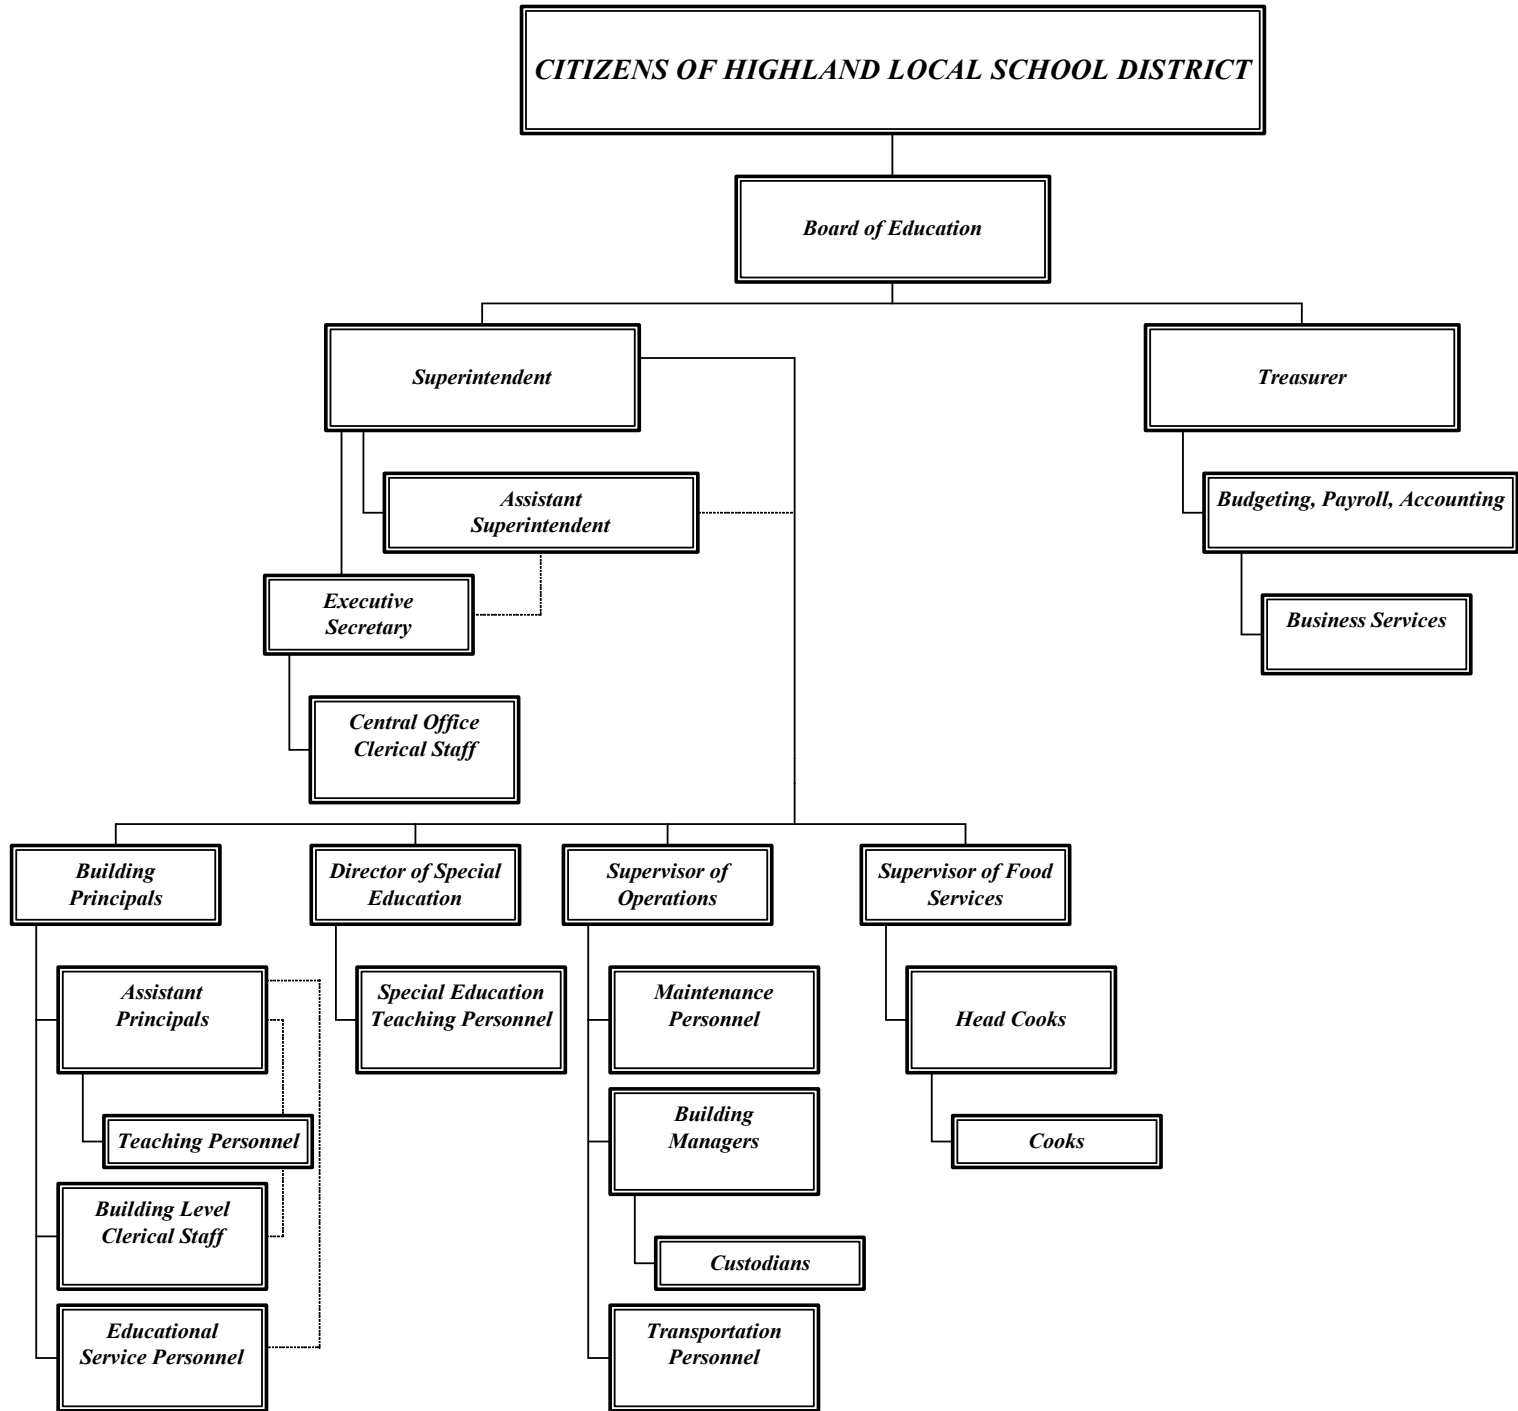 CITIZENS OF HIGHLAND LOCAL SCHOOL DISTRICT
Board of Education
Superintendent
Treasurer
Assistant
Superintendent
Budgeting, Payroll, Accounting
Executive
Secretary
Business Services
Central Office
Clerical Staff
Building
Principals
Director of Special
Education
Supervisor of
Operations
Supervisor of Food
Services
Assistant
Principals
Special Education
Teaching Personnel
Maintenance
Personnel
Head Cooks
Teaching Personnel
Building
Managers
Cooks
Building Level
Clerical Staff
Custodians
Educational
Service Personnel
Transportation
Personnel